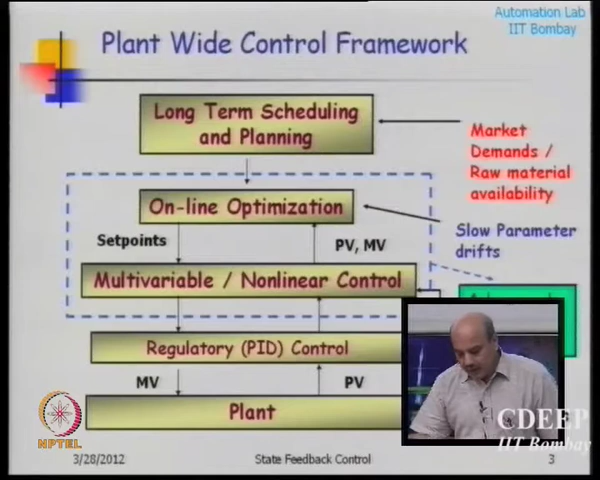 Automation Lab
IIT Bombay
Plant Wide Control Framework
Long Term Scheduling
and Planning
Market
Demands /
Raw material
availability
On-line Optimization
Slow Parameter
drifts
Setpoints
PV, MV
Multivariable / Nonlinear Control
Regulatory (PID) Control
MV
PV
Plant
CDEEP
IIT Bombay
NPTEL
3/28/2012
State Feedback Control
3